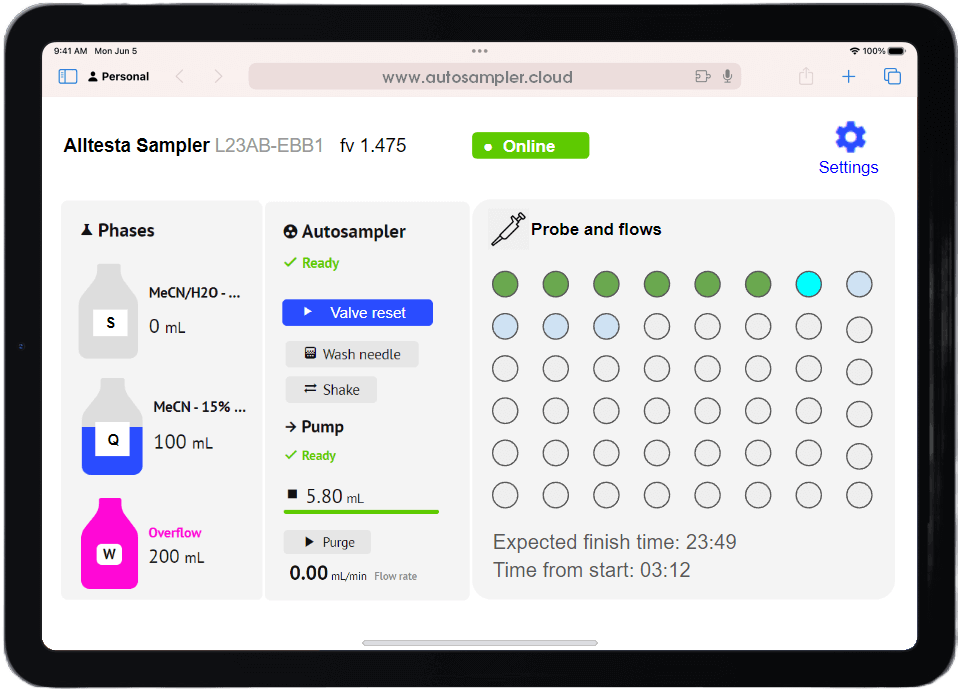 9:41 AM Mon Jun 5
100%
Personal
www.autosampler.cloud
Alltesta Sampler L23AB-EBB1 fv 1.475
Online
Settings
Phases
S
MeCN/H2O - ...
0 mL
Q
MeCN - 15% ...
100 mL
W
Overflow
200 mL
Autosampler
Ready
Valve reset
Wash needle
Shake
Pump
Ready
5.80 mL
Purge
0.00 mL/min Flow rate
Probe and flows
Expected finish time: 23:49
Time from start: 03:12